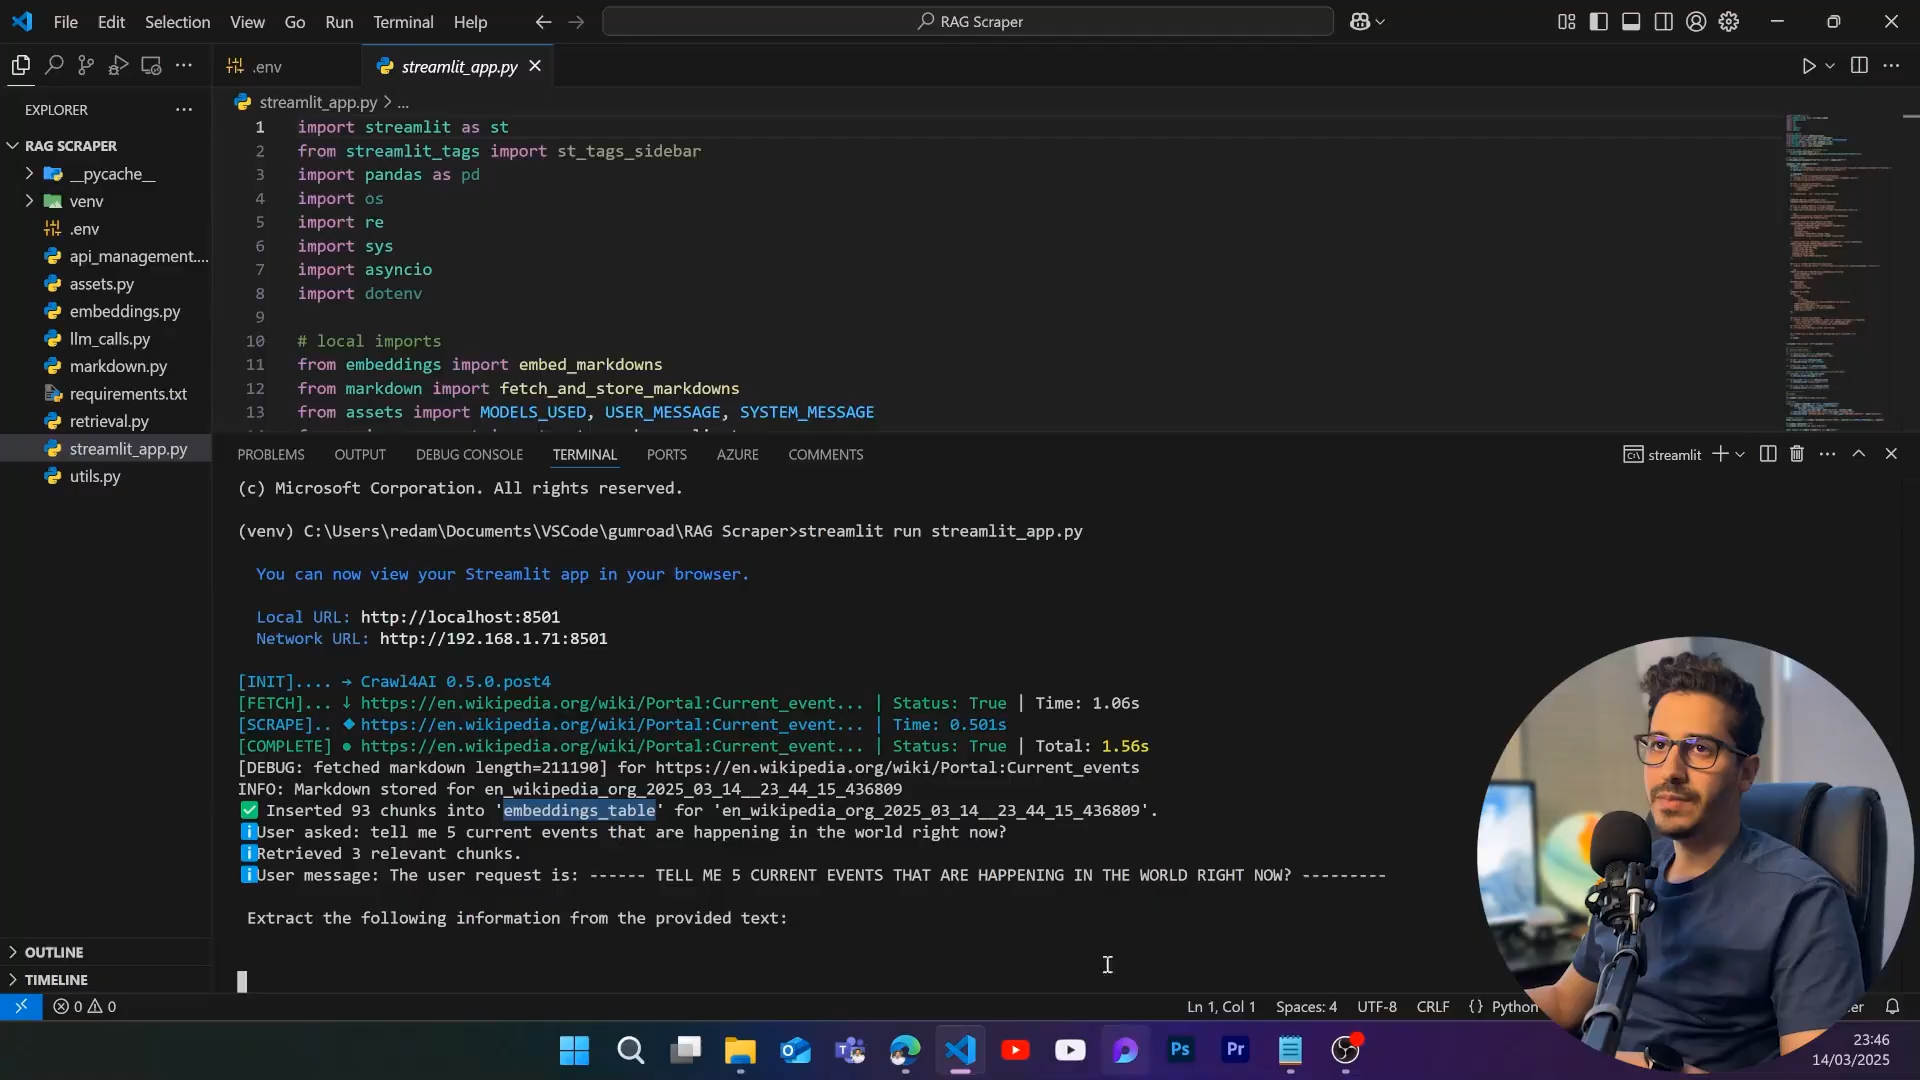 File Edit Selection View Go Run Terminal Help
RAG Scraper
EXPLORER
RAG SCRAPER
__pycache__
venv
.env
api_management....
assets.py
embeddings.py
llm_calls.py
markdown.py
requirements.txt
retrieval.py
streamlit_app.py
utils.py
OUTLINE
TIMELINE
.env
streamlit_app.py
streamlit_app.py > ...
1 import streamlit as st
2 from streamlit_tags import st_tags_sidebar
3 import pandas as pd
4 import os
5 import re
6 import sys
7 import asyncio
8 import dotenv
9
10 # local imports
11 from embeddings import embed_markdowns
12 from markdown import fetch_and_store_markdowns
13 from assets import MODELS_USED, USER_MESSAGE, SYSTEM_MESSAGE
PROBLEMS OUTPUT DEBUG CONSOLE TERMINAL PORTS AZURE COMMENTS
streamlit
(c) Microsoft Corporation. All rights reserved.
(venv) C:\Users\redam\Documents\VSCode\gumroad\RAG Scraper>streamlit run streamlit_app.py
You can now view your Streamlit app in your browser.
Local URL: http://localhost:8501
Network URL: http://192.168.1.71:8501
[INIT].... → Crawl4AI 0.5.0.post4
[FETCH]... ↓ https://en.wikipedia.org/wiki/Portal:Current_event... | Status: True | Time: 1.06s
[SCRAPE].. ◆ https://en.wikipedia.org/wiki/Portal:Current_event... | Time: 0.501s
[COMPLETE] ● https://en.wikipedia.org/wiki/Portal:Current_event... | Status: True | Total: 1.56s
[DEBUG: fetched markdown length=211190] for https://en.wikipedia.org/wiki/Portal:Current_events
INFO: Markdown stored for en_wikipedia_org_2025_03_14__23_44_15_436809
✅ Inserted 93 chunks into 'embeddings_table' for 'en_wikipedia_org_2025_03_14__23_44_15_436809'.
ℹUser asked: tell me 5 current events that are happening in the world right now?
ℹRetrieved 3 relevant chunks.
ℹUser message: The user request is: ------ TELL ME 5 CURRENT EVENTS THAT ARE HAPPENING IN THE WORLD RIGHT NOW? ---------
Extract the following information from the provided text:
0 0
Ln 1, Col 1 Spaces: 4 UTF-8 CRLF {} Python
Ps
Pr
23:46
14/03/2025